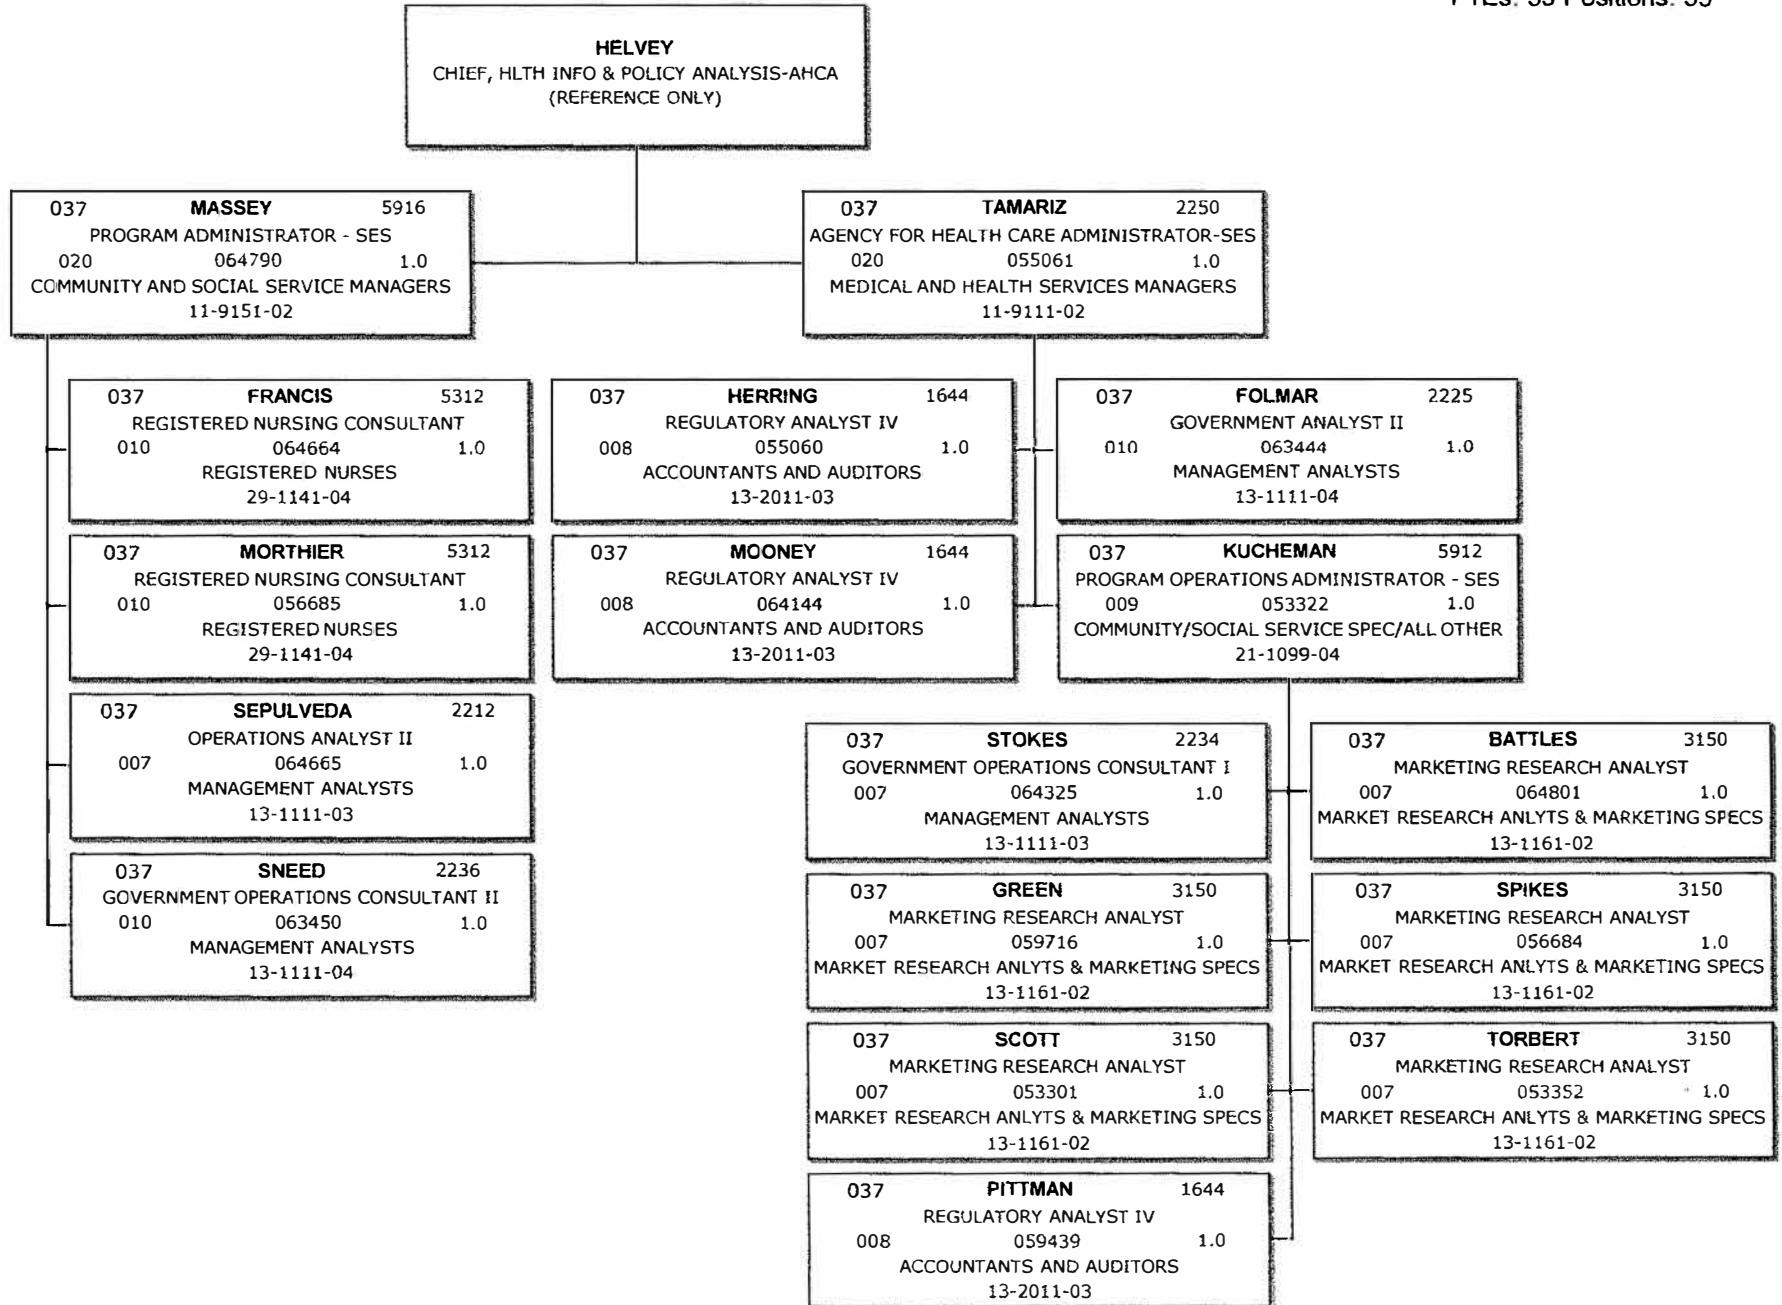 HELVEY
CHIEF, HLTH INFO & POLICY ANALYSIS-AHCA
(REFERENCE ONLY)
037 MASSEY 5916
PROGRAM ADMINISTRATOR - SES
020 064790 1.0
COMMUNITY AND SOCIAL SERVICE MANAGERS
11-9151-02
037 TAMARIZ 2250
AGENCY FOR HEALTH CARE ADMINISTRATOR-SES
020 055061 1.0
MEDICAL AND HEALTH SERVICES MANAGERS
11-9111-02
037 FRANCIS 5312
REGISTERED NURSING CONSULTANT
010 064664 1.0
REGISTERED NURSES
29-1141-04
037 HERRING 1644
REGULATORY ANALYST IV
008 055060 1.0
ACCOUNTANTS AND AUDITORS
13-2011-03
037 FOLMAR 2225
GOVERNMENT ANALYST II
010 063444 1.0
MANAGEMENT ANALYSTS
13-1111-04
037 MORTHIER 5312
REGISTERED NURSING CONSULTANT
010 056685 1.0
REGISTERED NURSES
29-1141-04
037 MOONEY 1644
REGULATORY ANALYST IV
008 064144 1.0
ACCOUNTANTS AND AUDITORS
13-2011-03
037 KUCHEMAN 5912
PROGRAM OPERATIONS ADMINISTRATOR - SES
009 053322 1.0
COMMUNITY/SOCIAL SERVICE SPEC/ALL OTHER
21-1099-04
037 SEPULVEDA 2212
OPERATIONS ANALYST II
007 064665 1.0
MANAGEMENT ANALYSTS
13-1111-03
037 STOKES 2234
GOVERNMENT OPERATIONS CONSULTANT I
007 064325 1.0
MANAGEMENT ANALYSTS
13-1111-03
037 BATTLES 3150
MARKETING RESEARCH ANALYST
007 064801 1.0
MARKET RESEARCH ANLYTS & MARKETING SPECS
13-1161-02
037 SNEED 2236
GOVERNMENT OPERATIONS CONSULTANT II
010 063450 1.0
MANAGEMENT ANALYSTS
13-1111-04
037 GREEN 3150
MARKETING RESEARCH ANALYST
007 059716 1.0
MARKET RESEARCH ANLYTS & MARKETING SPECS
13-1161-02
037 SPIKES 3150
MARKETING RESEARCH ANALYST
007 056684 1.0
MARKET RESEARCH ANLYTS & MARKETING SPECS
13-1161-02
037 SCOTT 3150
MARKETING RESEARCH ANALYST
007 053301 1.0
MARKET RESEARCH ANLYTS & MARKETING SPECS
13-1161-02
037 TORBERT 3150
MARKETING RESEARCH ANALYST
007 053352 1.0
MARKET RESEARCH ANLYTS & MARKETING SPECS
13-1161-02
037 PITTMAN 1644
REGULATORY ANALYST IV
008 059439 1.0
ACCOUNTANTS AND AUDITORS
13-2011-03